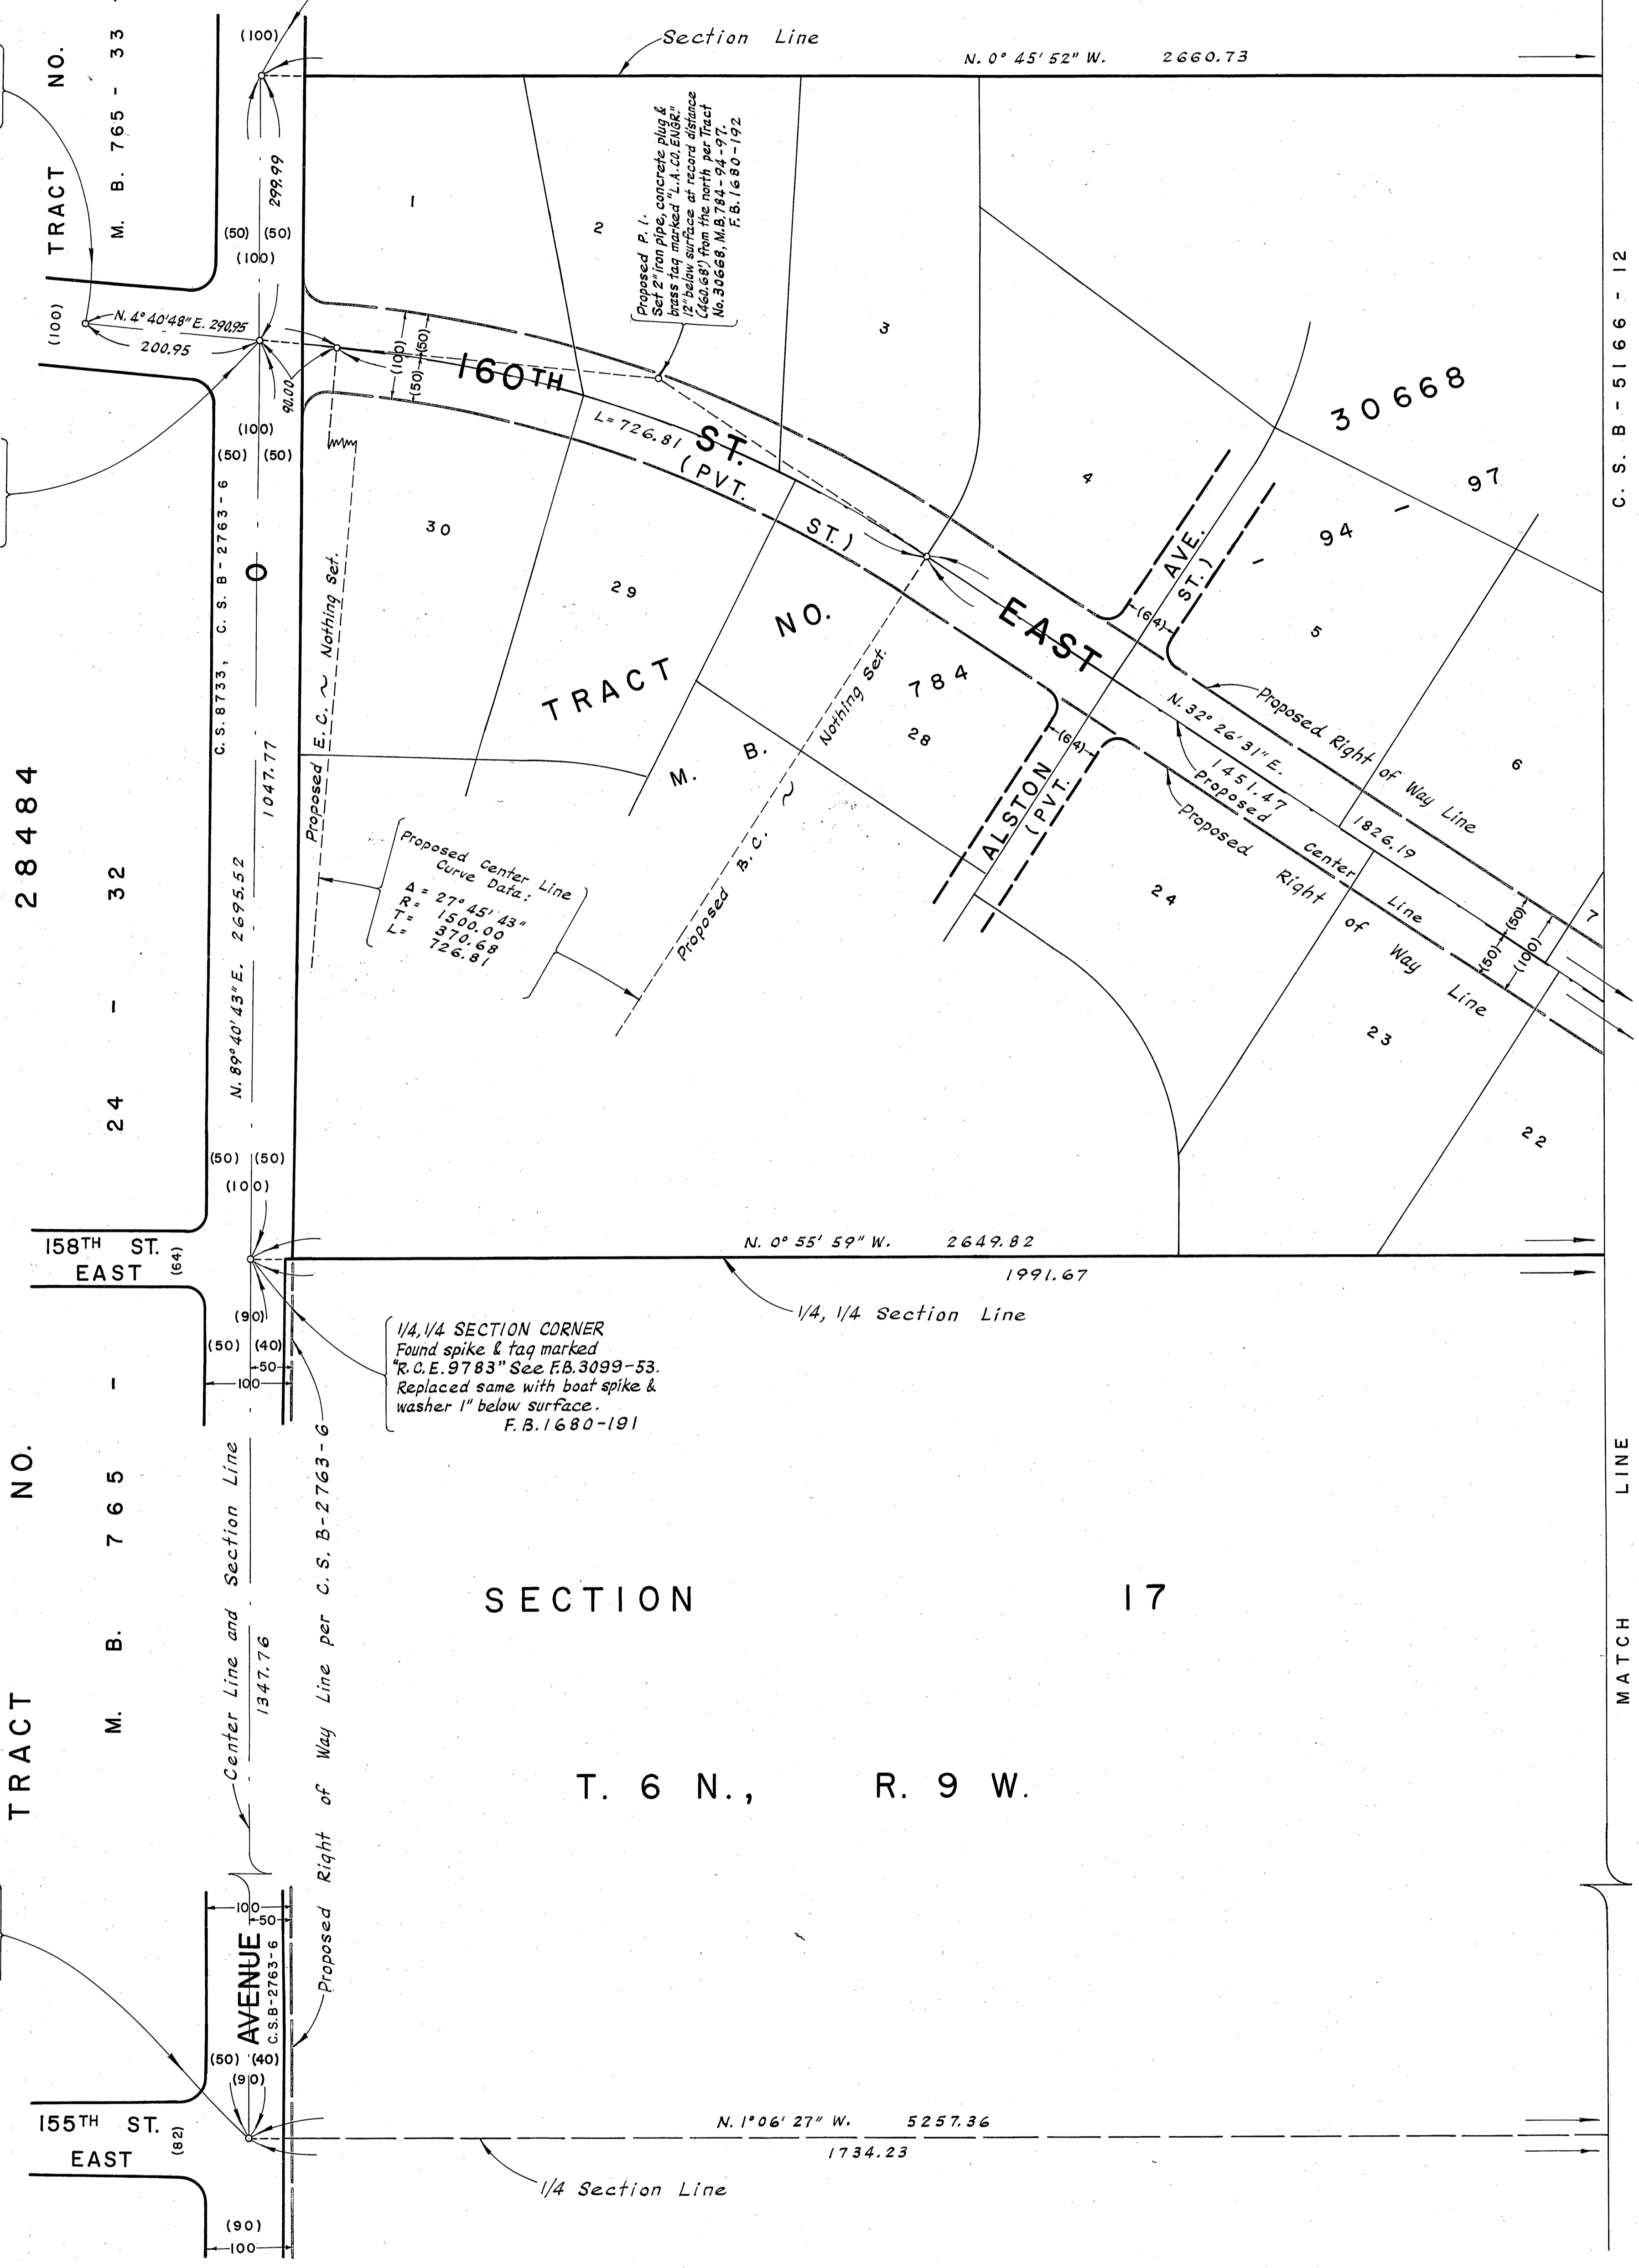 (100)
Section Line
N. 0° 45' 52" W. 2660.73
TRACT NO.
M. B. 765 - 33
299.99
(50) (50)
(100)
(100)
N. 4° 40' 48" E. 290.95
200.95
90.00
(100)
(50) (50)
1
2
3
4
5
6
7
Proposed P. I.
Set 2" iron pipe, concrete plug &
brass tag marked "L.A.CO. ENGR."
12" below surface at record distance
(460.68') from the north per Tract
No. 30668, M.B. 784-94-97.
F.B. 1680-192
(100)
(50)
(50)
160TH ST. EAST
(PVT. ST.)
L= 726.81
30668
94 - 97
C. S. B - 5166 - 12
C.S. 8733, C. S. B - 2763 - 6
O
Proposed E. C. ~ Nothing Set.
30
29
TRACT NO.
M. B. 784
28
Proposed B. C. ~ Nothing Set.
ALSTON AVE.
(PVT. ST.)
(64)
(64)
N. 32° 26' 31" E.
1451.47
1826.19
Proposed Right of Way Line
Proposed Center Line
Proposed Right of Way Line
(50) (50)
(100)
24
23
22
28484
24 - 32
N. 89° 40' 43" E. 2695.52
1047.77
Proposed Center Line
Curve Data:
Δ = 27° 45' 43"
R = 1500.00
T = 370.68
L = 726.81
(50) (50)
(100)
158TH ST.
EAST
(64)
N. 0° 55' 59" W. 2649.82
1991.67
1/4, 1/4 Section Line
(90)
(50) (40)
50
100
1/4, 1/4 SECTION CORNER
Found spike & tag marked
"R.C.E. 9783" See F.B. 3099-53.
Replaced same with boat spike &
washer 1" below surface.
F.B. 1680-191
TRACT NO.
M. B. 765 -
Center Line and Section Line
1347.76
Proposed Right of Way Line per C. S. B-2763-6
SECTION 17
T. 6 N., R. 9 W.
MATCH LINE
100
50
AVENUE
C.S.B-2763-6
(50) (40)
(90)
155TH ST.
EAST
(82)
N. 1° 06' 27" W. 5257.36
1734.23
1/4 Section Line
(90)
100